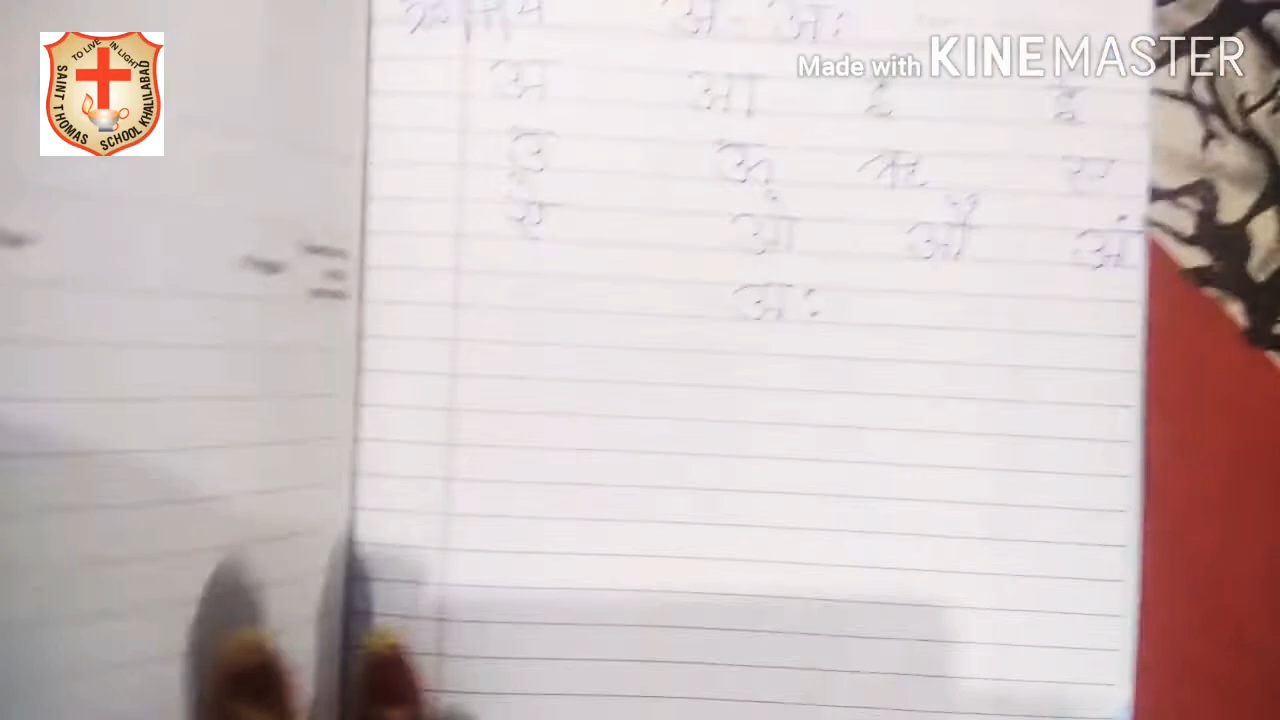 TO LIVE IN LIGHT
SAINT THOMAS SCHOOL KHALILABAD
Made with KINEMASTER
अ - अः
अ आ इ ई
उ ऊ ऋ ए
ऐ ओ औ अं
अः